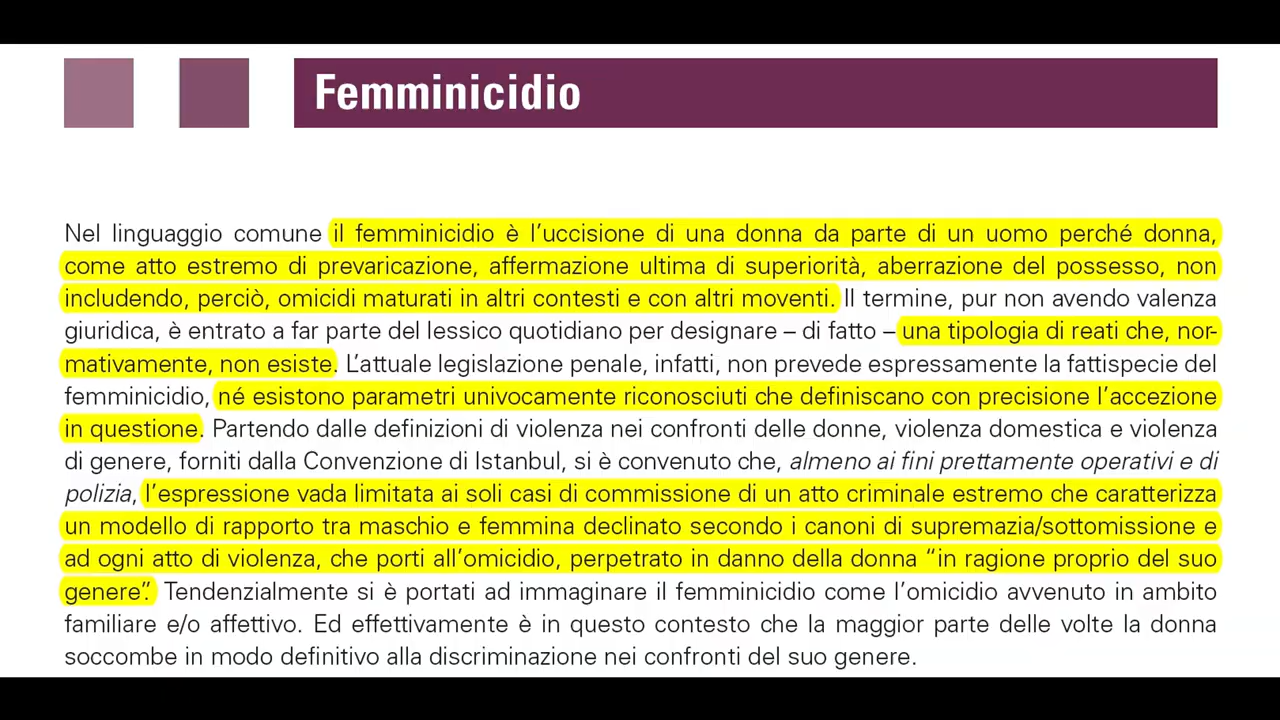 Femminicidio
Nel linguaggio comune il femminicidio è l’uccisione di una donna da parte di un uomo perché donna,
come atto estremo di prevaricazione, affermazione ultima di superiorità, aberrazione del possesso, non
includendo, perciò, omicidi maturati in altri contesti e con altri moventi. Il termine, pur non avendo valenza
giuridica, è entrato a far parte del lessico quotidiano per designare – di fatto – una tipologia di reati che, nor-
mativamente, non esiste. L’attuale legislazione penale, infatti, non prevede espressamente la fattispecie del
femminicidio, né esistono parametri univocamente riconosciuti che definiscano con precisione l’accezione
in questione. Partendo dalle definizioni di violenza nei confronti delle donne, violenza domestica e violenza
di genere, forniti dalla Convenzione di Istanbul, si è convenuto che, almeno ai fini prettamente operativi e di
polizia, l’espressione vada limitata ai soli casi di commissione di un atto criminale estremo che caratterizza
un modello di rapporto tra maschio e femmina declinato secondo i canoni di supremazia/sottomissione e
ad ogni atto di violenza, che porti all’omicidio, perpetrato in danno della donna “in ragione proprio del suo
genere”. Tendenzialmente si è portati ad immaginare il femminicidio come l’omicidio avvenuto in ambito
familiare e/o affettivo. Ed effettivamente è in questo contesto che la maggior parte delle volte la donna
soccombe in modo definitivo alla discriminazione nei confronti del suo genere.